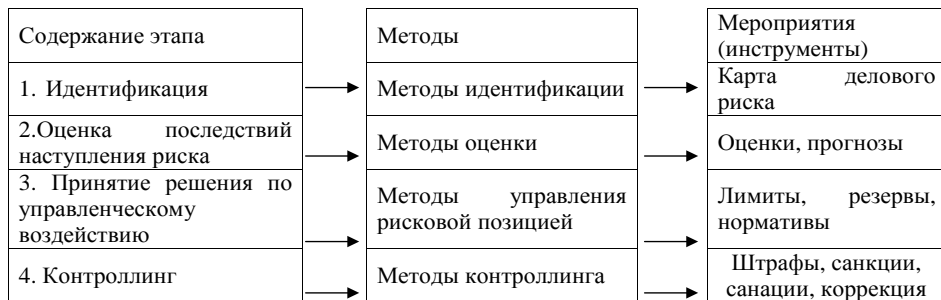 Содержание этапа
Методы
Мероприятия
(инструменты)
1. Идентификация
Методы идентификации
Карта делового
риска
2.Оценка последствий
наступления риска
Методы оценки
Оценки, прогнозы
3. Принятие решения по
управленческому
воздействию
Методы управления
рисковой позицией
Лимиты, резервы,
нормативы
4. Контроллинг
Методы контроллинга
Штрафы, санкции,
санации, коррекция